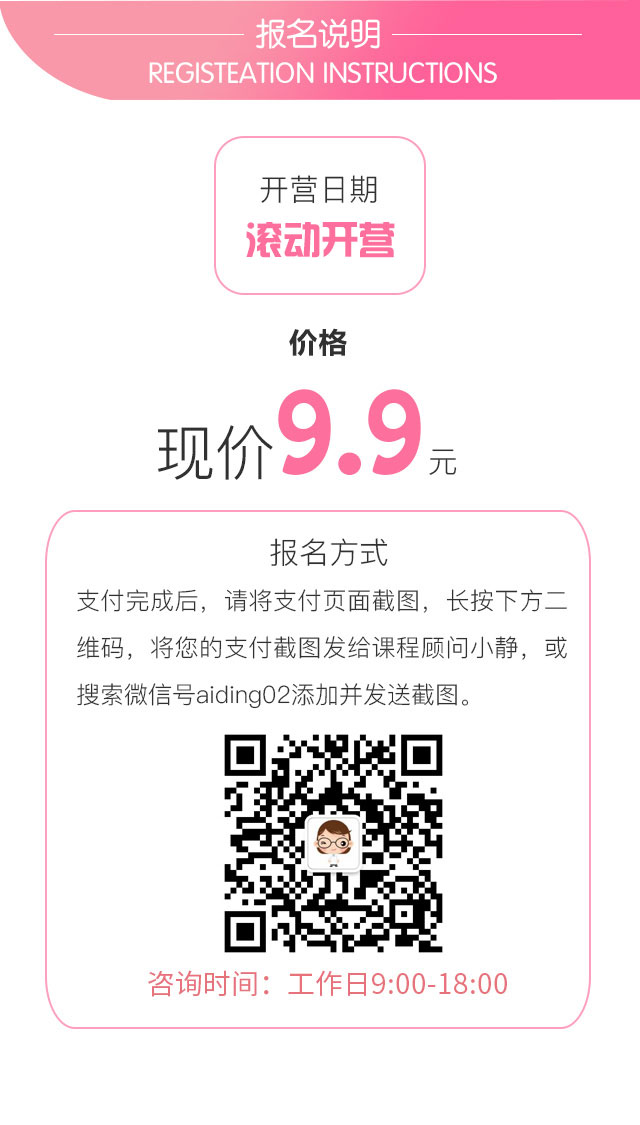 报名说明
REGISTEATION INSTRUCTIONS
开营日期
滚动开营
价格
现价9.9元
报名方式
支付完成后，请将支付页面截图，长按下方二
维码，将您的支付截图发给课程顾问小静，或
搜索微信号aiding02添加并发送截图。
咨询时间：工作日9:00-18:00